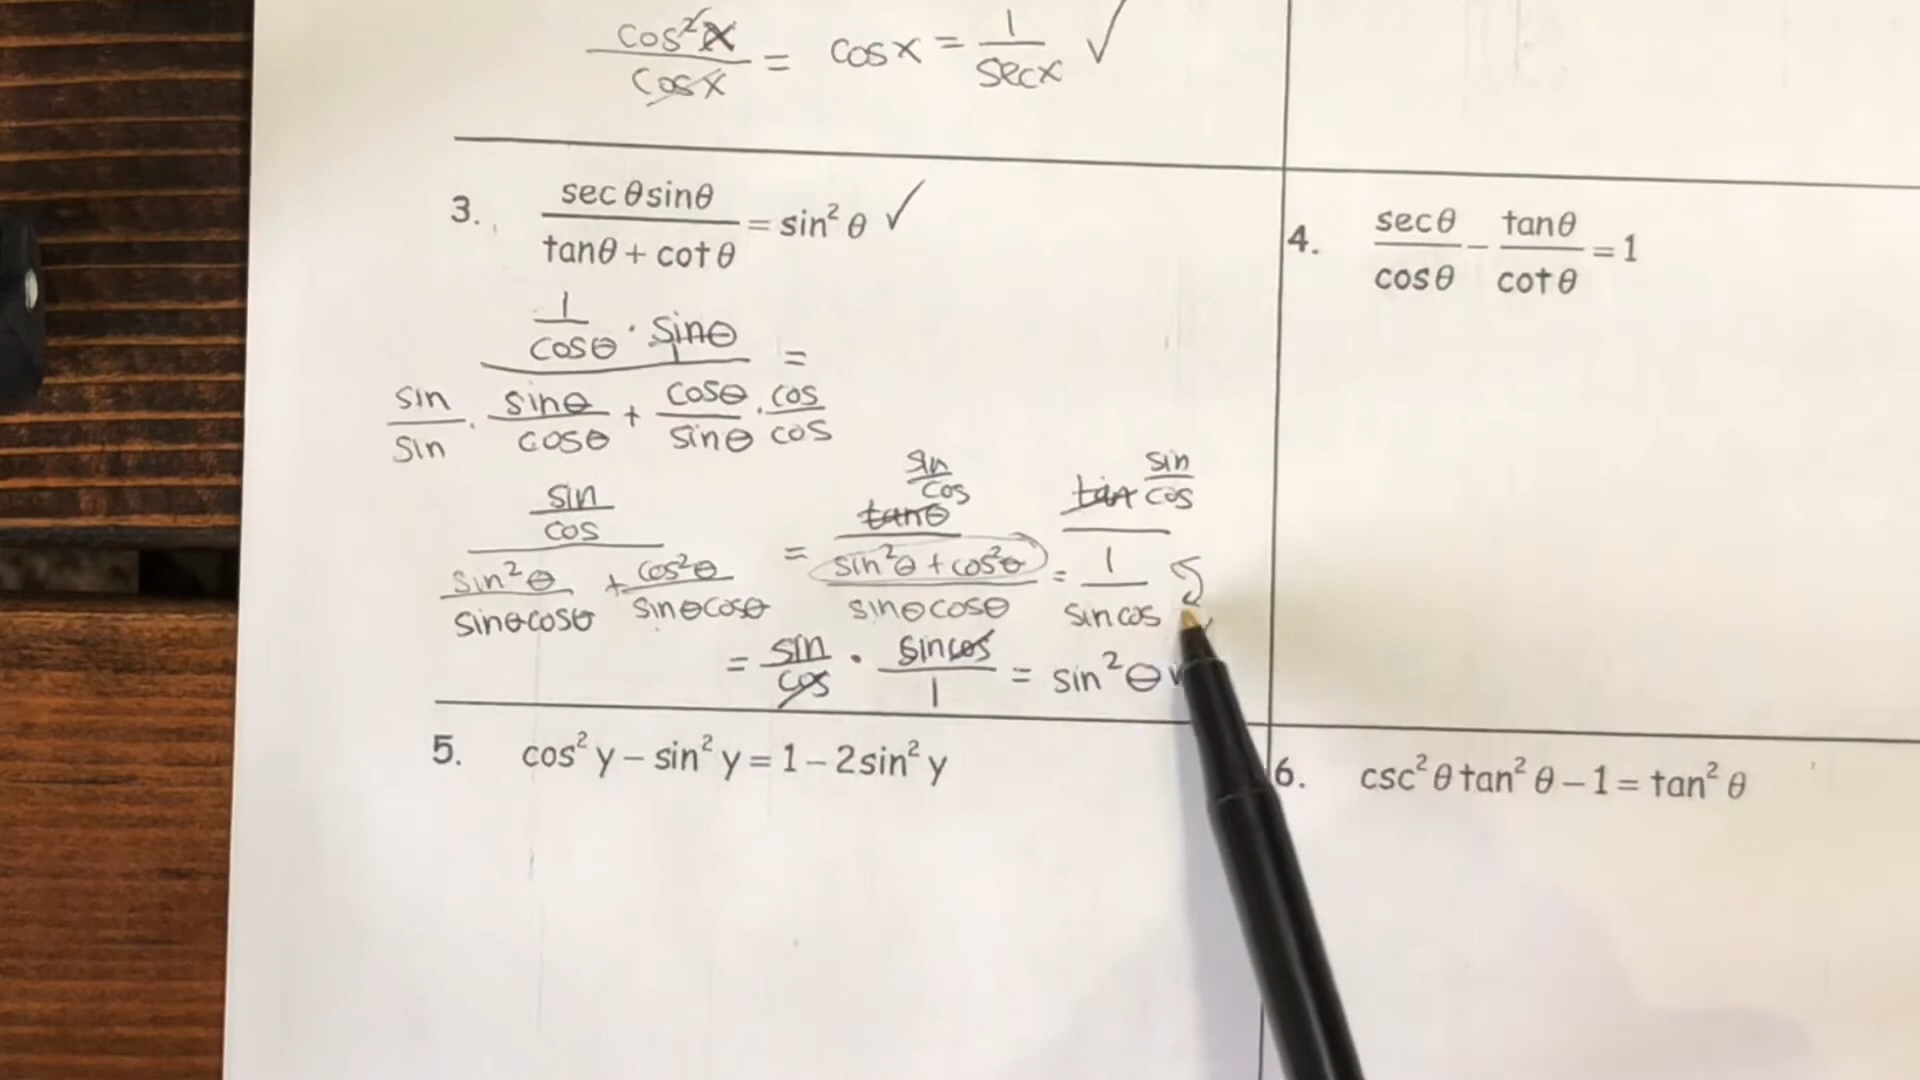 cos²x / cosx = cosx = 1 / secx ✓
3. secθsinθ / tanθ + cotθ = sin²θ ✓
1 / cosθ · sinθ / 1 =
sin / sin · sinθ / cosθ + cosθ / sinθ · cos / cos
sin / cos / sin²θ / sinθcosθ + cos²θ / sinθcosθ = tanθ sin / cos / sin²θ + cos²θ / sinθcosθ = tan sin / cos / 1 / sincos
= sin / cos · sincos / 1 = sin²θ
4. secθ / cosθ − tanθ / cotθ = 1
5. cos²y − sin²y = 1 − 2sin²y
6. csc²θtan²θ − 1 = tan²θ